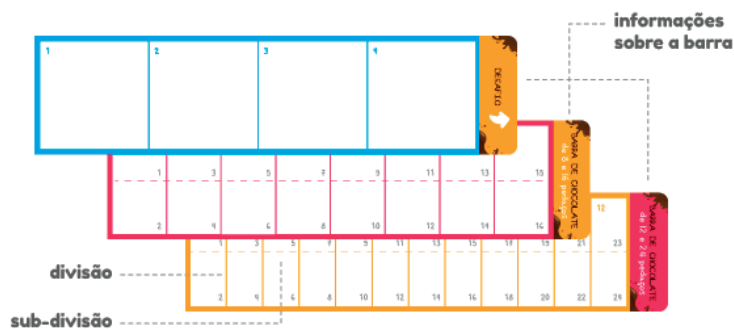 informações
sobre a barra
1 2 3 4
DESAFIO
1 3 5 7 9 11 13 15
BARRA DE CHOCOLATE
de 8 e 16 pedaços
2 4 6 8 10 12 14 16
12
1 3 5 7 9 11 13 15 17 19 21 23
BARRA DE CHOCOLATE
de 12 e 24 pedaços
divisão
2 4 6 8 10 12 14 16 18 20 22 24
sub-divisão